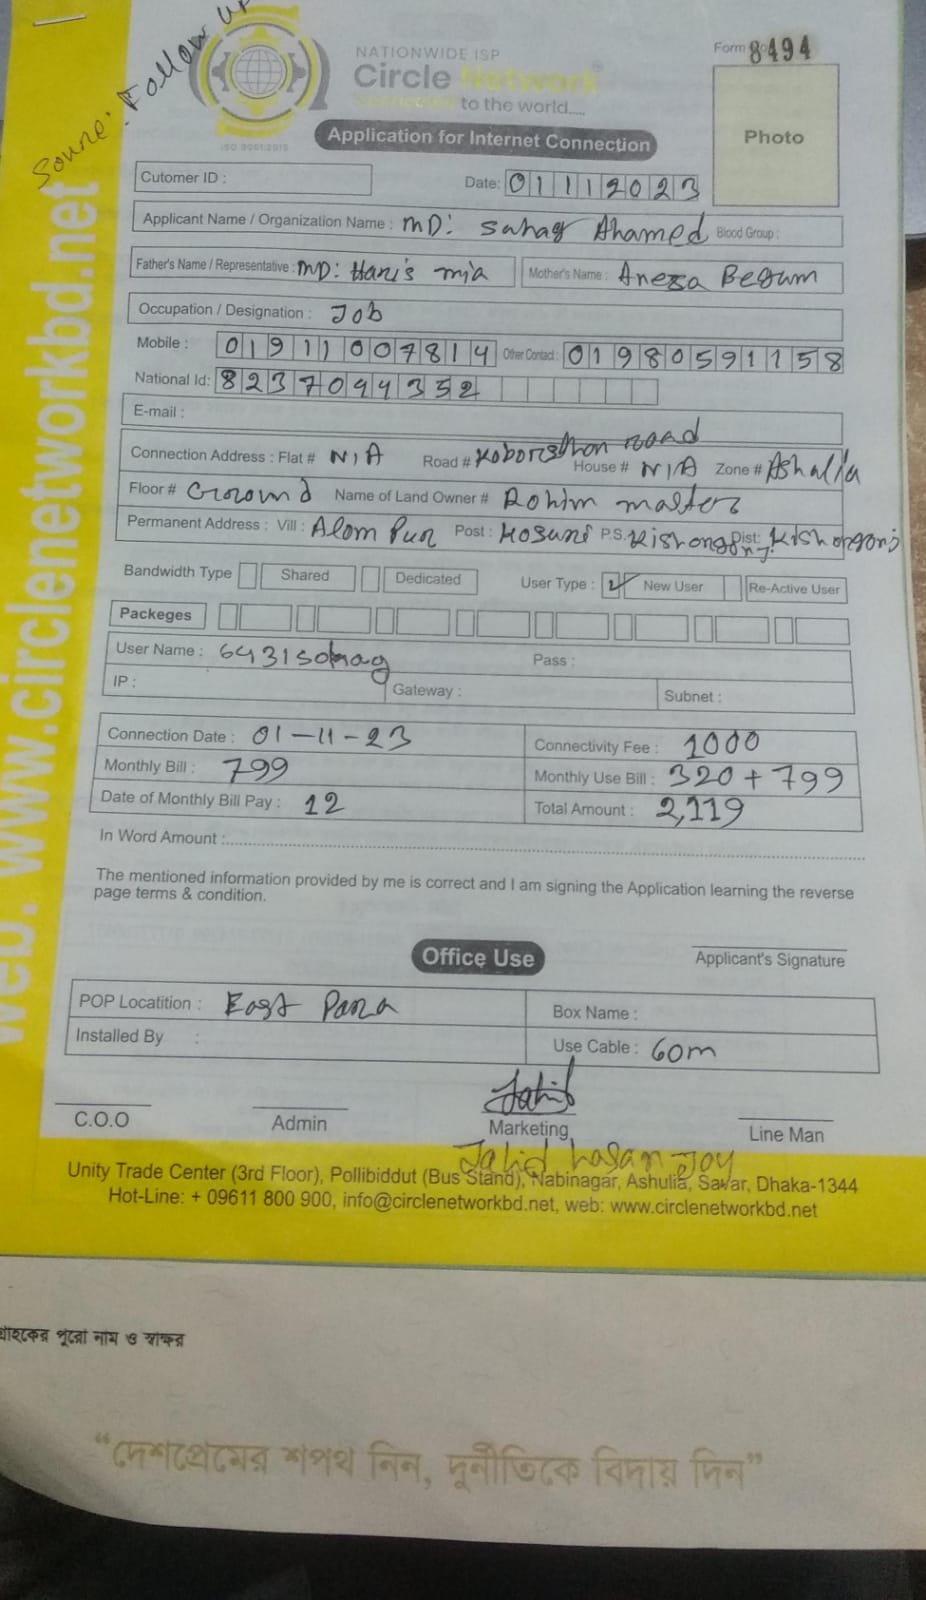 Source: Follow up
NATIONWIDE ISP
Circle Network
Connected to the world.....
ISO 9001:2015
Form 8494
Photo
Application for Internet Connection
Cutomer ID :
Date: 01112023
Applicant Name / Organization Name : MD: Sahag Ahamed Blood Group :
Father's Name / Representative : MD: Haris mia Mother's Name : Aneza Begum
Occupation / Designation : Job
Mobile : 01911007814 Other Contact : 01980591158
National Id: 8237094352
E-mail :
Connection Address : Flat # N/A Road # Koborsthon road House # N/A Zone # Ashulia
Floor # Ground Name of Land Owner # Rohim master
Permanent Address : Vill : Alom Pur Post : P.S. Dist:
Bandwidth Type Shared Dedicated User Type : ✓ New User Re-Active User
Packeges
User Name : 6431sohag Pass :
IP : Gateway : Subnet :
Connection Date : 01-11-23 Connectivity Fee : 1000
Monthly Bill : 799 Monthly Use Bill : 320 + 799
Date of Monthly Bill Pay : 12 Total Amount : 2,119
In Word Amount :
The mentioned information provided by me is correct and I am signing the Application learning the reverse
page terms & condition.
Office Use
Applicant's Signature
POP Locatition : East Para Box Name :
Installed By : Use Cable : 60m
C.O.O Admin Marketing Line Man
Jahid hasan Joy
Unity Trade Center (3rd Floor), Pollibiddut (Bus Stand), Nabinagar, Ashulia, Savar, Dhaka-1344
Hot-Line: + 09611 800 900, info@circlenetworkbd.net, web: www.circlenetworkbd.net
web: www.circlenetworkbd.net
গ্রাহকের পুরো নাম ও স্বাক্ষর
“দেশপ্রেমের শপথ নিন, দুর্নীতিকে বিদায় দিন”